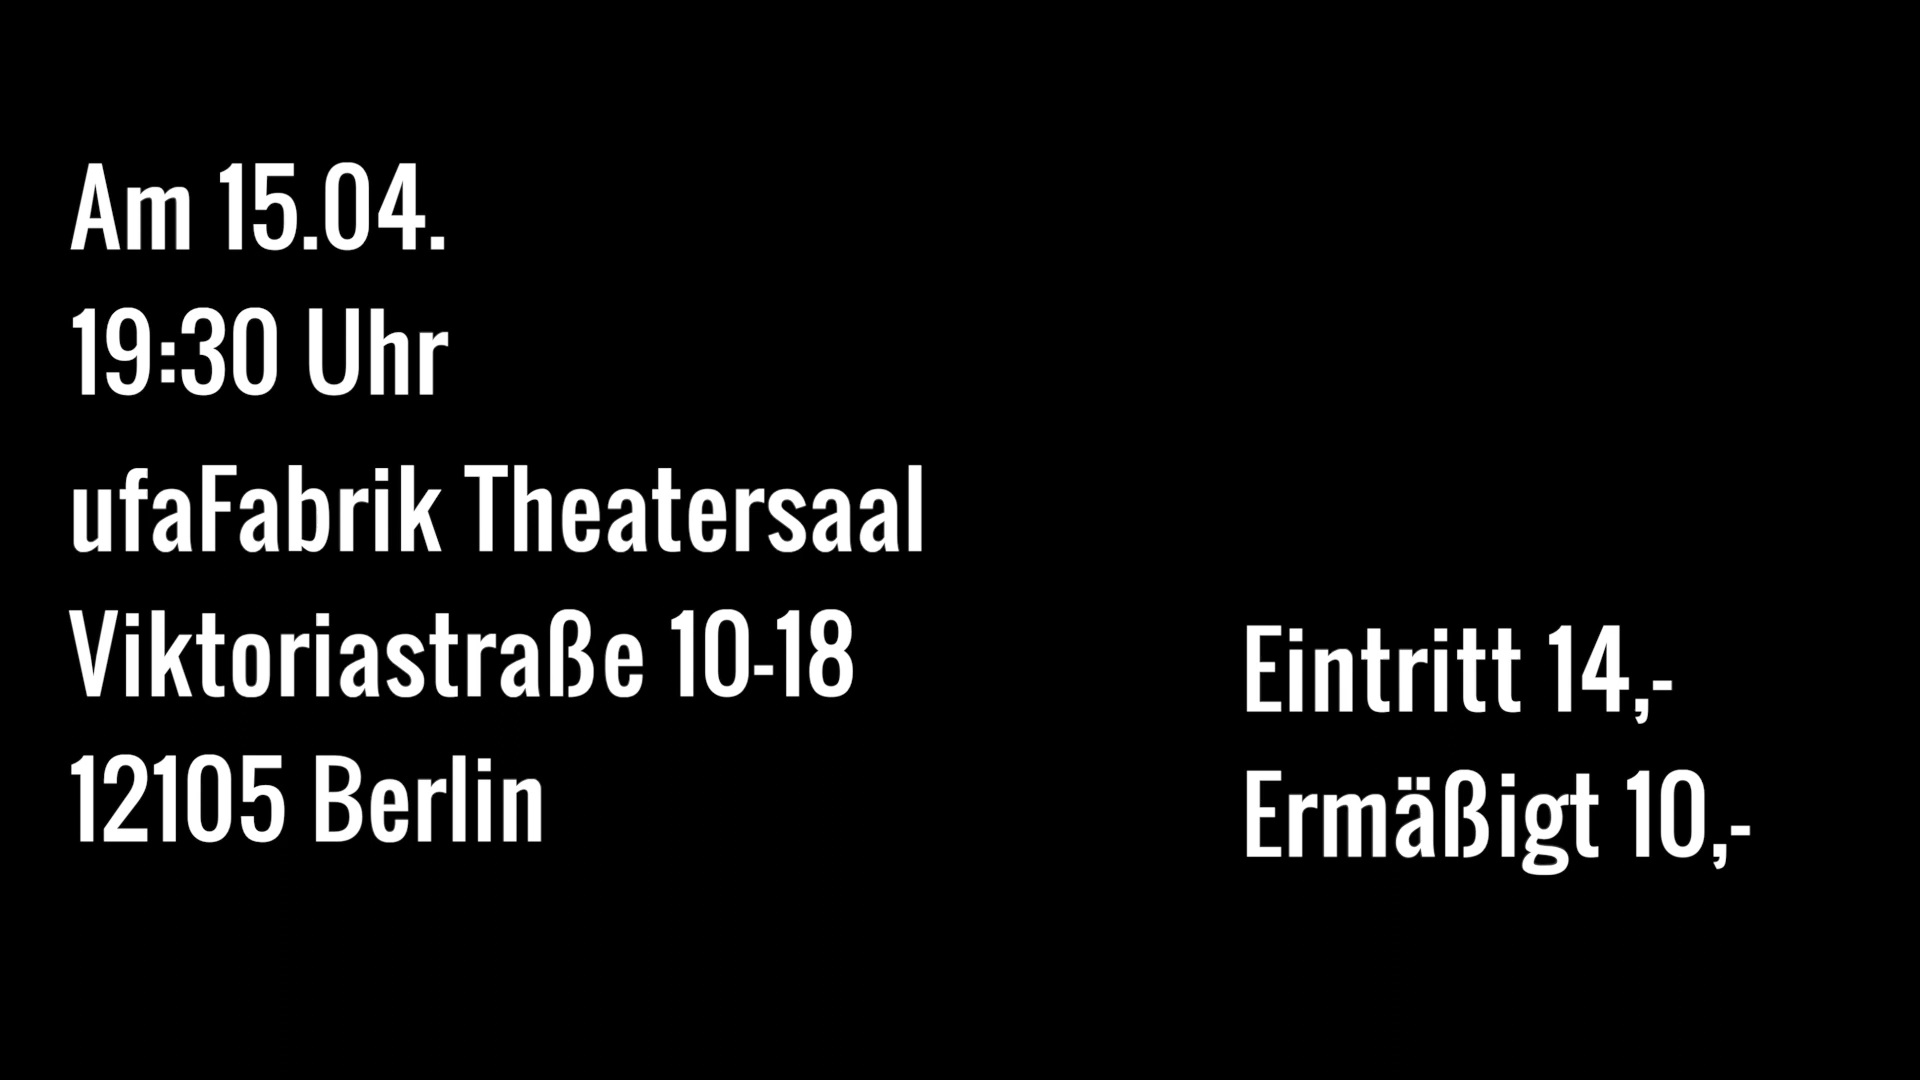 Am 15.04.
19:30 Uhr
ufaFabrik Theatersaal
Viktoriastraße 10-18
12105 Berlin
Eintritt 14,-
Ermäßigt 10,-